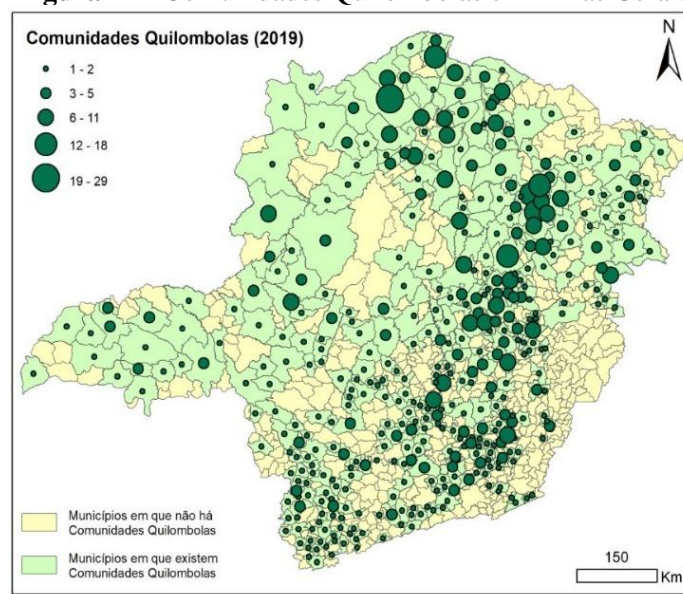 Comunidades Quilombolas (2019)
N
1 - 2
3 - 5
6 - 11
12 - 18
19 - 29
Municípios em que não há
Comunidades Quilombolas
Municípios em que existem
Comunidades Quilombolas
150
Km